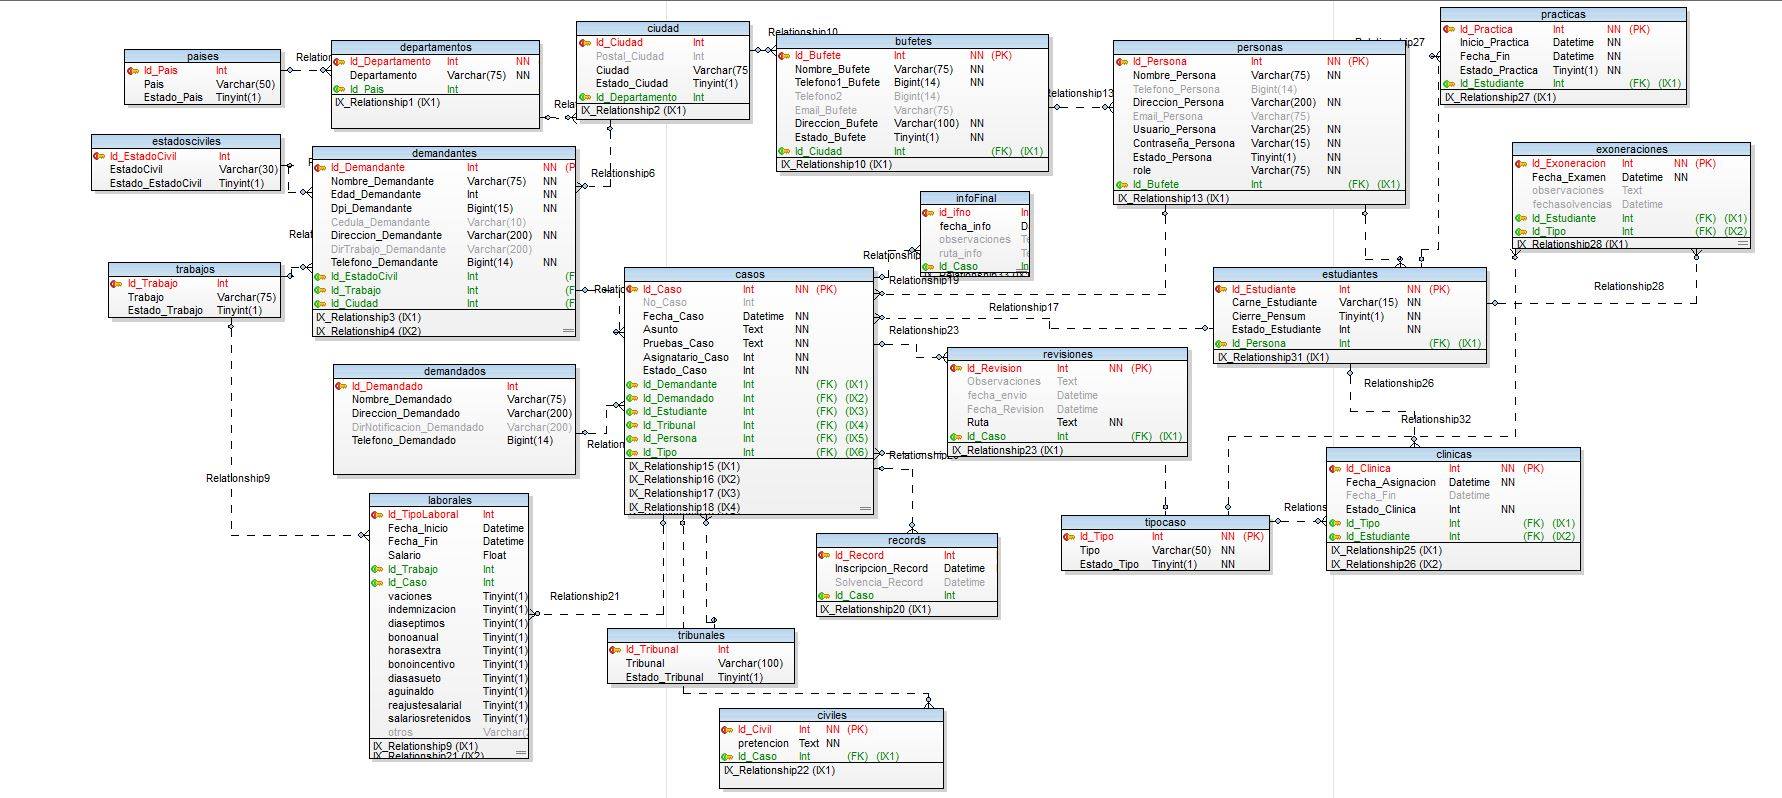 paises
Id_Pais Int
Pais Varchar(50)
Estado_Pais Tinyint(1)
departamentos
Id_Departamento Int NN
Departamento Varchar(75) NN
Id_Pais Int
IX_Relationship1 (IX1)
ciudad
Id_Ciudad Int
Postal_Ciudad Int
Ciudad Varchar(75
Estado_Ciudad Tinyint(1)
Id_Departamento Int
IX_Relationship2 (IX1)
Relationship10
bufetes
Id_Bufete Int NN (PK)
Nombre_Bufete Varchar(75) NN
Telefono1_Bufete Bigint(14) NN
Telefono2 Bigint(14)
Email_Bufete Varchar(75)
Direccion_Bufete Varchar(100) NN
Estado_Bufete Tinyint(1) NN
Id_Ciudad Int (FK) (IX1)
IX_Relationship10 (IX1)
personas
Id_Persona Int NN (PK)
Nombre_Persona Varchar(75) NN
Telefono_Persona Bigint(14)
Direccion_Persona Varchar(200) NN
Email_Persona Varchar(75)
Usuario_Persona Varchar(25) NN
Contraseña_Persona Varchar(15) NN
Estado_Persona Tinyint(1) NN
role Varchar(75) NN
Id_Bufete Int (FK) (IX1)
IX_Relationship13 (IX1)
practicas
Id_Practica Int NN (PK)
Inicio_Practica Datetime NN
Fecha_Fin Datetime NN
Estado_Practica Tinyint(1) NN
Id_Estudiante Int (FK) (IX1)
IX_Relationship27 (IX1)
estadosciviles
Id_EstadoCivil Int
EstadoCivil Varchar(30)
Estado_EstadoCivil Tinyint(1)
demandantes
Id_Demandante Int NN (P
Nombre_Demandante Varchar(75) NN
Edad_Demandante Int NN
Dpi_Demandante Bigint(15) NN
Cedula_Demandante Varchar(10)
Direccion_Demandante Varchar(200) NN
DirTrabajo_Demandante Varchar(200)
Telefono_Demandante Bigint(14) NN
Id_EstadoCivil Int (F
Id_Trabajo Int (F
Id_Ciudad Int (F
IX_Relationship3 (IX1)
IX_Relationship4 (IX2)
Relationship6
exoneraciones
Id_Exoneracion Int NN (PK)
Fecha_Examen Datetime NN
observaciones Text
fechasolvencias Datetime
Id_Estudiante Int (FK) (IX1)
Id_Tipo Int (FK) (IX2)
IX_Relationship28 (IX1)
infoFinal
id_ifno In
fecha_info D
observaciones Te
ruta_info Te
Id_Caso In
trabajos
Id_Trabajo Int
Trabajo Varchar(75)
Estado_Trabajo Tinyint(1)
casos
Id_Caso Int NN (PK)
No_Caso Int
Fecha_Caso Datetime NN
Asunto Text NN
Pruebas_Caso Text NN
Asignatario_Caso Int NN
Estado_Caso Int NN
Id_Demandante Int (FK) (IX1)
Id_Demandado Int (FK) (IX2)
Id_Estudiante Int (FK) (IX3)
Id_Tribunal Int (FK) (IX4)
Id_Persona Int (FK) (IX5)
Id_Tipo Int (FK) (IX6)
IX_Relationship15 (IX1)
IX_Relationship16 (IX2)
IX_Relationship17 (IX3)
IX_Relationship18 (IX4)
Relationship19
Relationship17
Relationship23
estudiantes
Id_Estudiante Int NN (PK)
Carne_Estudiante Varchar(15) NN
Cierre_Pensum Tinyint(1) NN
Estado_Estudiante Int NN
Id_Persona Int (FK) (IX1)
IX_Relationship31 (IX1)
Relationship28
revisiones
Id_Revision Int NN (PK)
Observaciones Text
fecha_envio Datetime
Fecha_Revision Datetime
Ruta Text NN
Id_Caso Int (FK) (IX1)
IX_Relationship23 (IX1)
Relationship26
Relationship32
demandados
Id_Demandado Int
Nombre_Demandado Varchar(75)
Direccion_Demandado Varchar(200)
DirNotificacion_Demandado Varchar(200)
Telefono_Demandado Bigint(14)
Relationship9
clinicas
Id_Clinica Int NN (PK)
Fecha_Asignacion Datetime NN
Fecha_Fin Datetime
Estado_Clinica Int NN
Id_Tipo Int (FK) (IX1)
Id_Estudiante Int (FK) (IX2)
IX_Relationship25 (IX1)
IX_Relationship26 (IX2)
laborales
Id_TipoLaboral Int
Fecha_Inicio Datetime
Fecha_Fin Datetime
Salario Float
Id_Trabajo Int
Id_Caso Int
vaciones Tinyint(1)
indemnizacion Tinyint(1)
diaseptimos Tinyint(1)
bonoanual Tinyint(1)
horasextra Tinyint(1)
bonoincentivo Tinyint(1)
diasasueto Tinyint(1)
aguinaldo Tinyint(1)
reajustesalarial Tinyint(1)
salariosretenidos Tinyint(1)
otros Varchar(
IX_Relationship9 (IX1)
IX_Relationship21 (IX2)
Relationship21
tipocaso
Id_Tipo Int NN (PK)
Tipo Varchar(50) NN
Estado_Tipo Tinyint(1) NN
records
Id_Record Int
Inscripcion_Record Datetime
Solvencia_Record Datetime
Id_Caso Int
IX_Relationship20 (IX1)
tribunales
Id_Tribunal Int
Tribunal Varchar(100)
Estado_Tribunal Tinyint(1)
civiles
Id_Civil Int NN (PK)
pretencion Text NN
Id_Caso Int (FK) (IX1)
IX_Relationship22 (IX1)